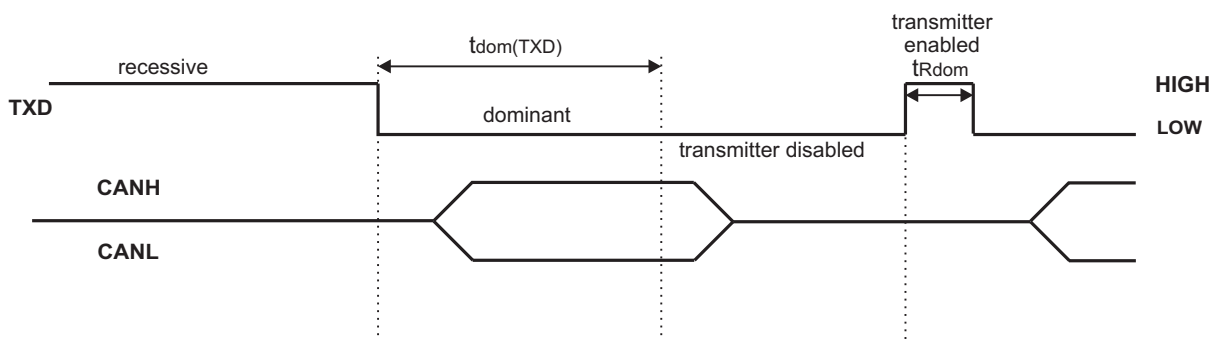 transmitter
enabled
tRdom
tdom(TXD)
recessive
HIGH
TXD
dominant
LOW
transmitter disabled
CANH
CANL